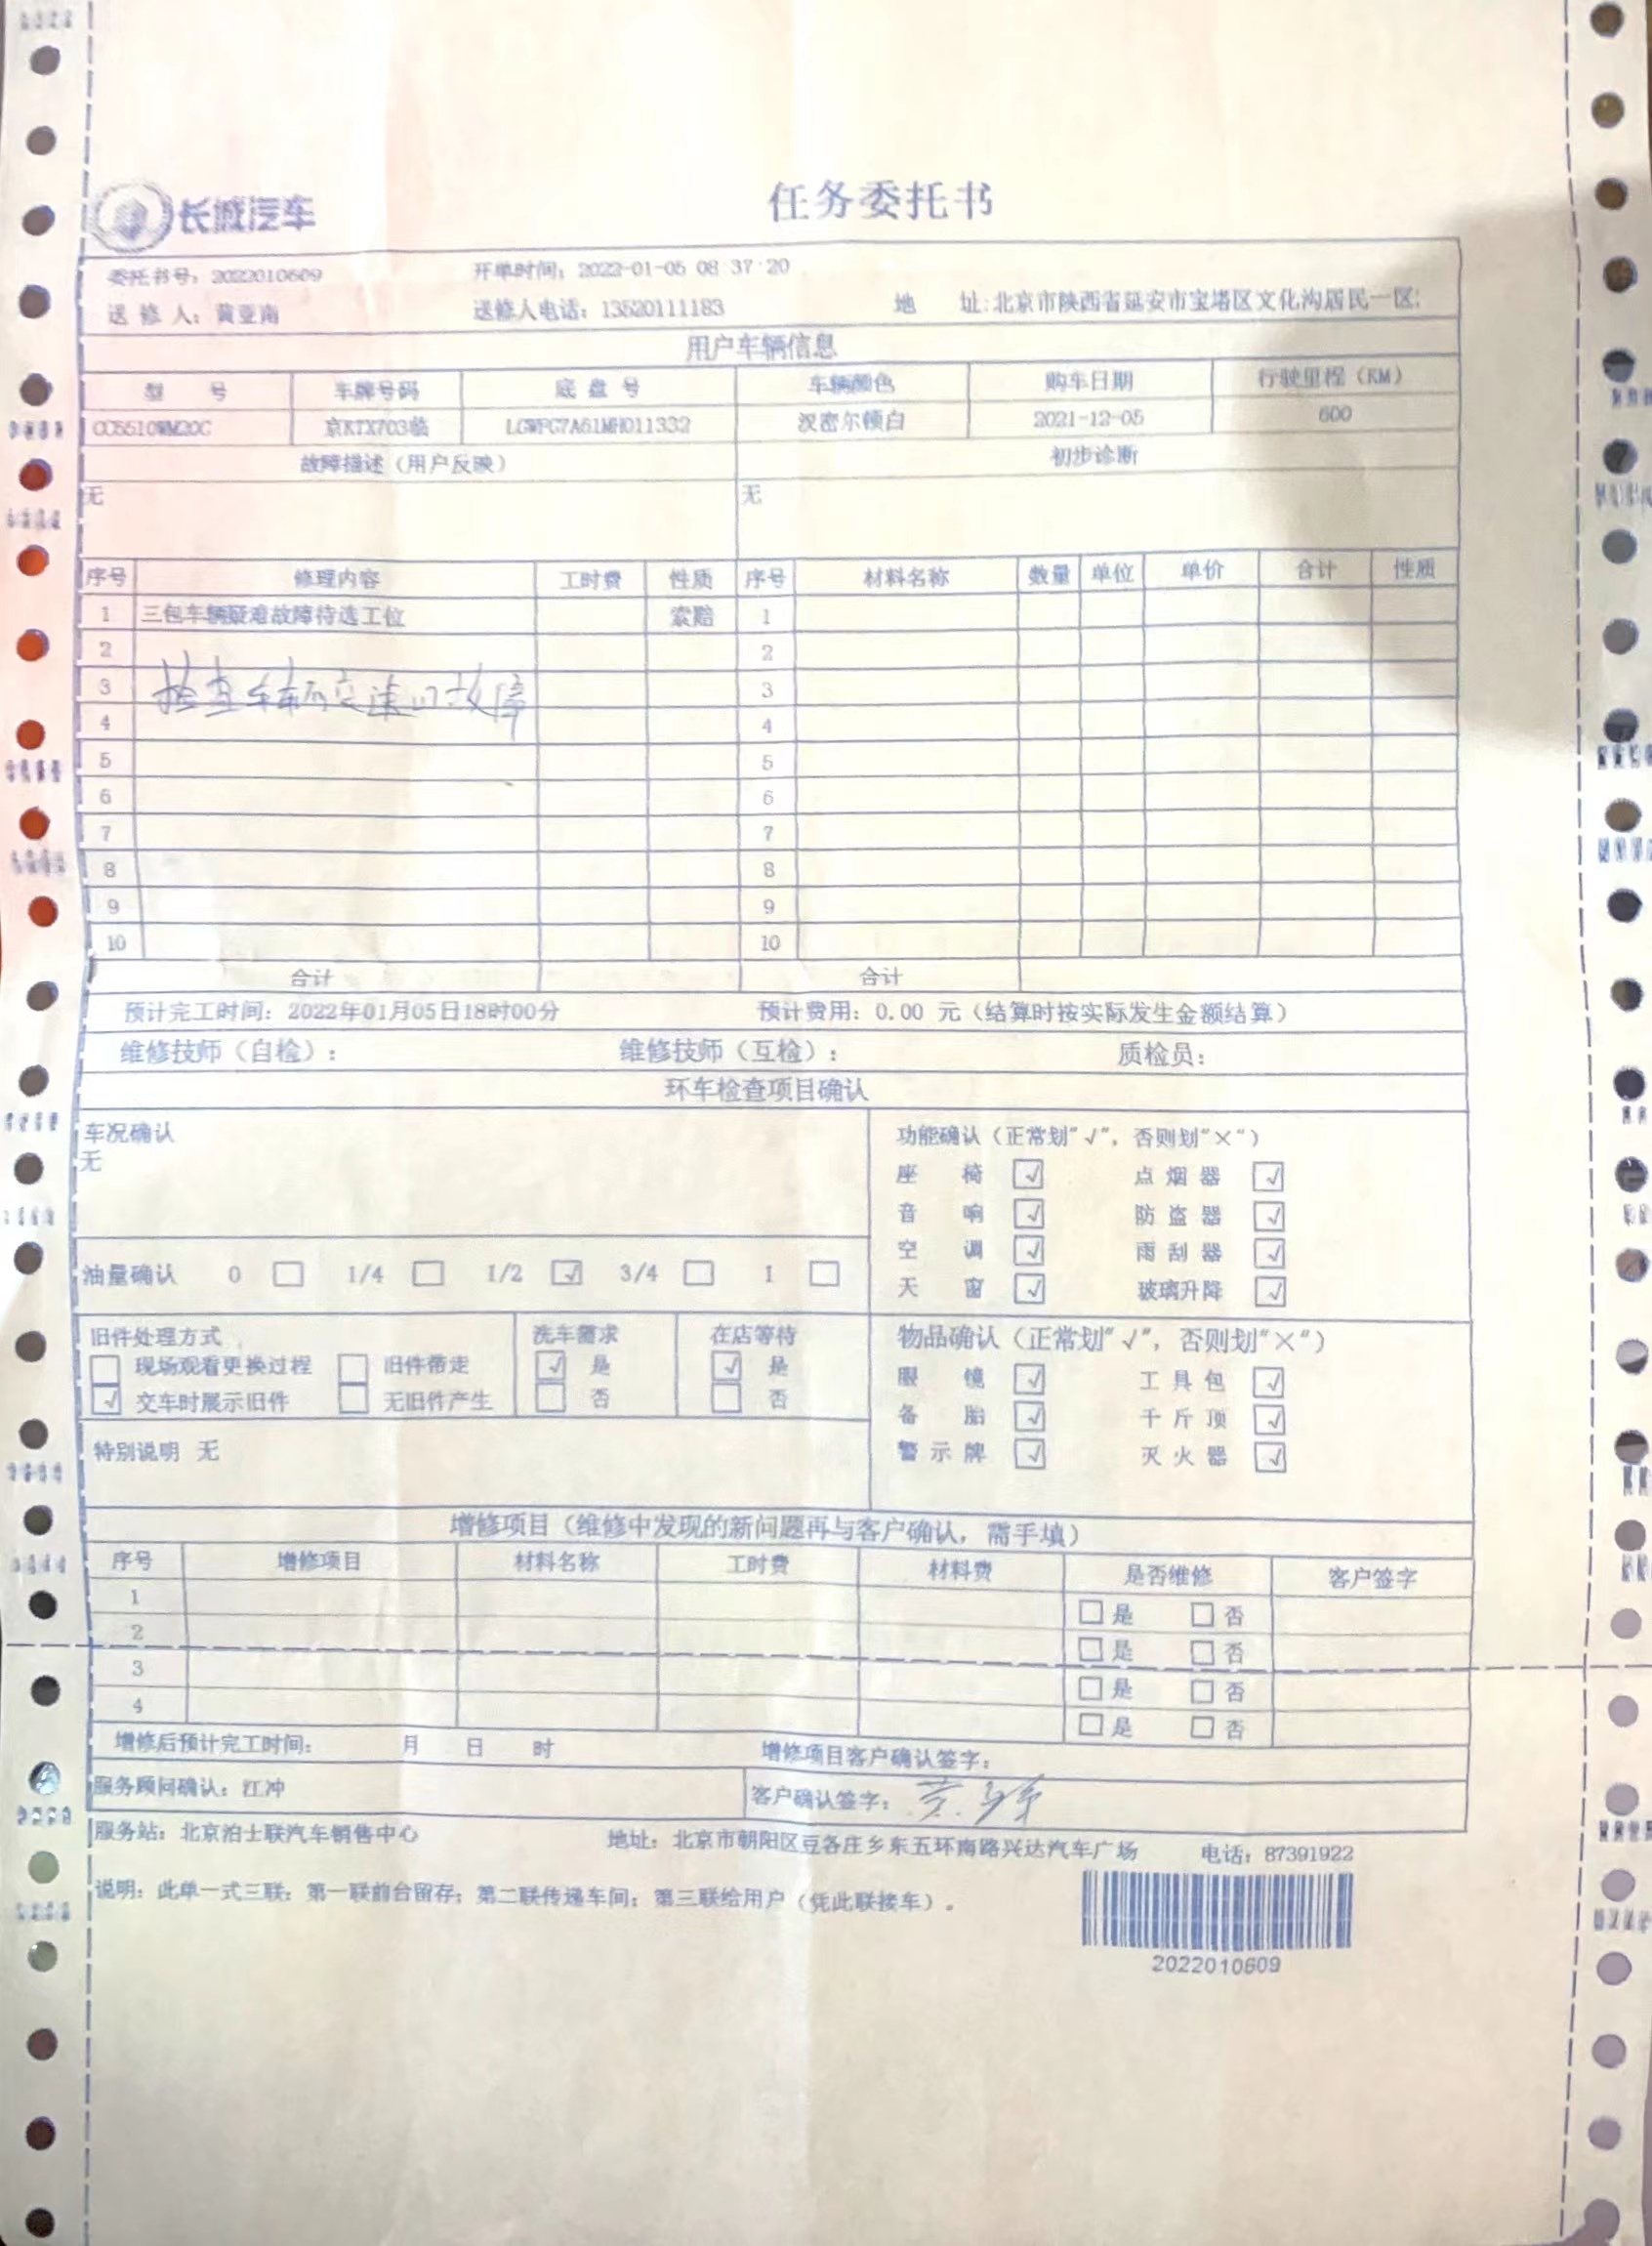 长城汽车
任务委托书
委托书号：2022010609 开单时间：2022-01-05 08:37:20
送 修 人：黄亚南 送修人电话：13520111183 地 址:北京市陕西省延安市宝塔区文化沟居民一区
用户车辆信息
型 号 车牌号码 底 盘 号 车辆颜色 购车日期 行驶里程（KM）
CC6510WM20C 京KTX703临 LGWFG7A61MH011332 汉密尔顿白 2021-12-05 600
故障描述（用户反映） 初步诊断
无 无
序号 修理内容 工时费 性质 序号 材料名称 数量 单位 单价 合计 性质
1 三包车辆疑难故障待选工位 索赔 1
2 2
3 检查车辆 故障 3
4 4
5 5
6 6
7 7
8 8
9 9
10 10
合计 合计
预计完工时间：2022年01月05日18时00分 预计费用：0.00 元（结算时按实际发生金额结算）
维修技师（自检）： 维修技师（互检）： 质检员：
环车检查项目确认
车况确认 功能确认（正常划"√"，否则划"×"）
无
座 椅 √ 点 烟 器 √
音 响 √ 防 盗 器 √
空 调 √ 雨 刮 器 √
天 窗 √ 玻璃升降 √
油量确认 0 1/4 1/2 √ 3/4 1
旧件处理方式 洗车需求 在店等待 物品确认（正常划"√"，否则划"×"）
现场观看更换过程 旧件带走 √ 是 √ 是 眼 镜 √ 工 具 包 √
√ 交车时展示旧件 无旧件产生 否 否 备 胎 √ 千 斤 顶 √
特别说明 无 警 示 牌 √ 灭 火 器 √
增修项目（维修中发现的新问题再与客户确认，需手填）
序号 增修项目 材料名称 工时费 材料费 是否维修 客户签字
1 是 否
2 是 否
3 是 否
4 是 否
增修后预计完工时间： 月 日 时 增修项目客户确认签字：
服务顾问确认：江冲 客户确认签字：
服务站：北京泊士联汽车销售中心 地址：北京市朝阳区豆各庄乡东五环南路兴达汽车广场 电话：87391922
说明：此单一式三联：第一联前台留存；第二联传递车间；第三联给用户（凭此联接车）。
2022010609